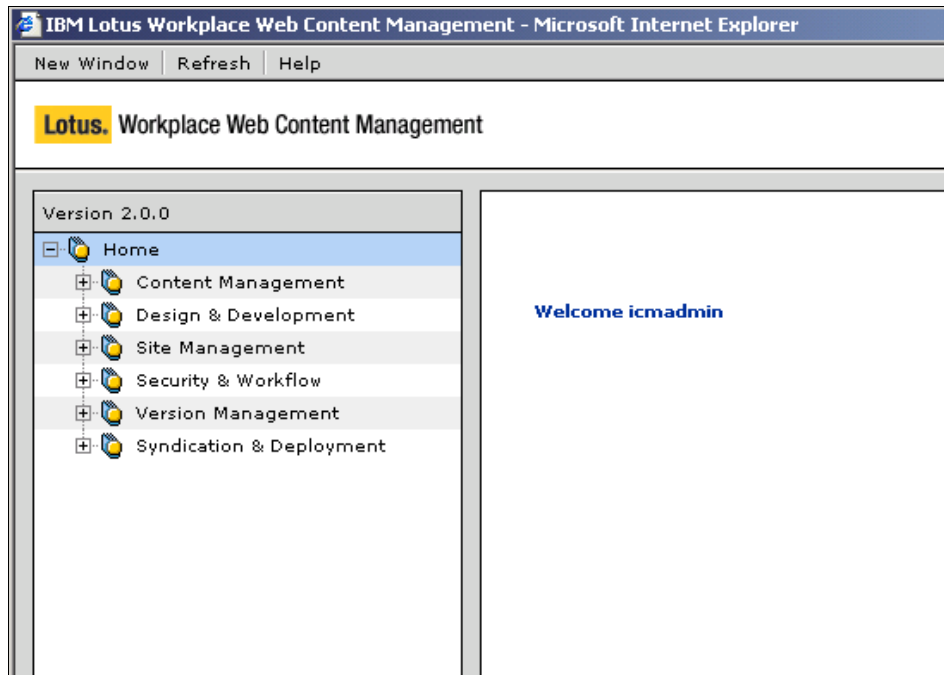 IBM Lotus Workplace Web Content Management - Microsoft Internet Explorer
New Window Refresh Help
Lotus. Workplace Web Content Management
Version 2.0.0
Home
Content Management
Design & Development
Welcome icmadmin
Site Management
Security & Workflow
Version Management
Syndication & Deployment